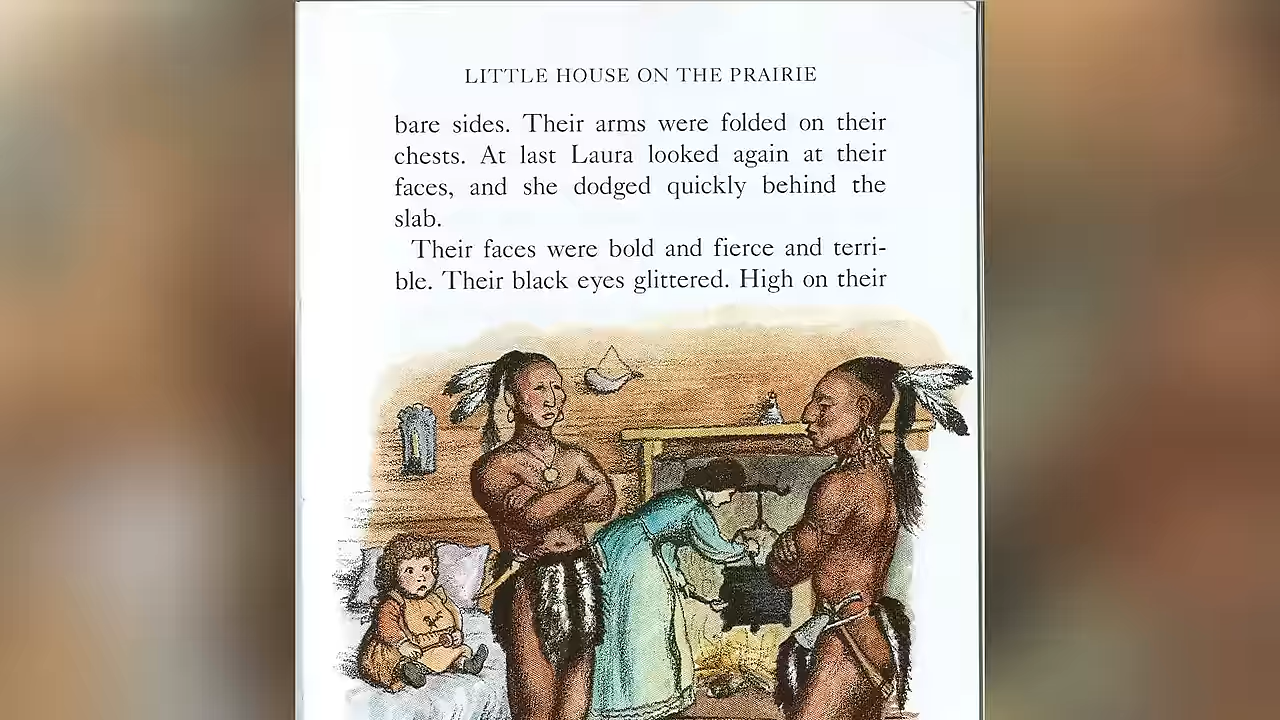 LITTLE HOUSE ON THE PRAIRIE
bare sides. Their arms were folded on their
chests. At last Laura looked again at their
faces, and she dodged quickly behind the
slab.
Their faces were bold and fierce and terri-
ble. Their black eyes glittered. High on their